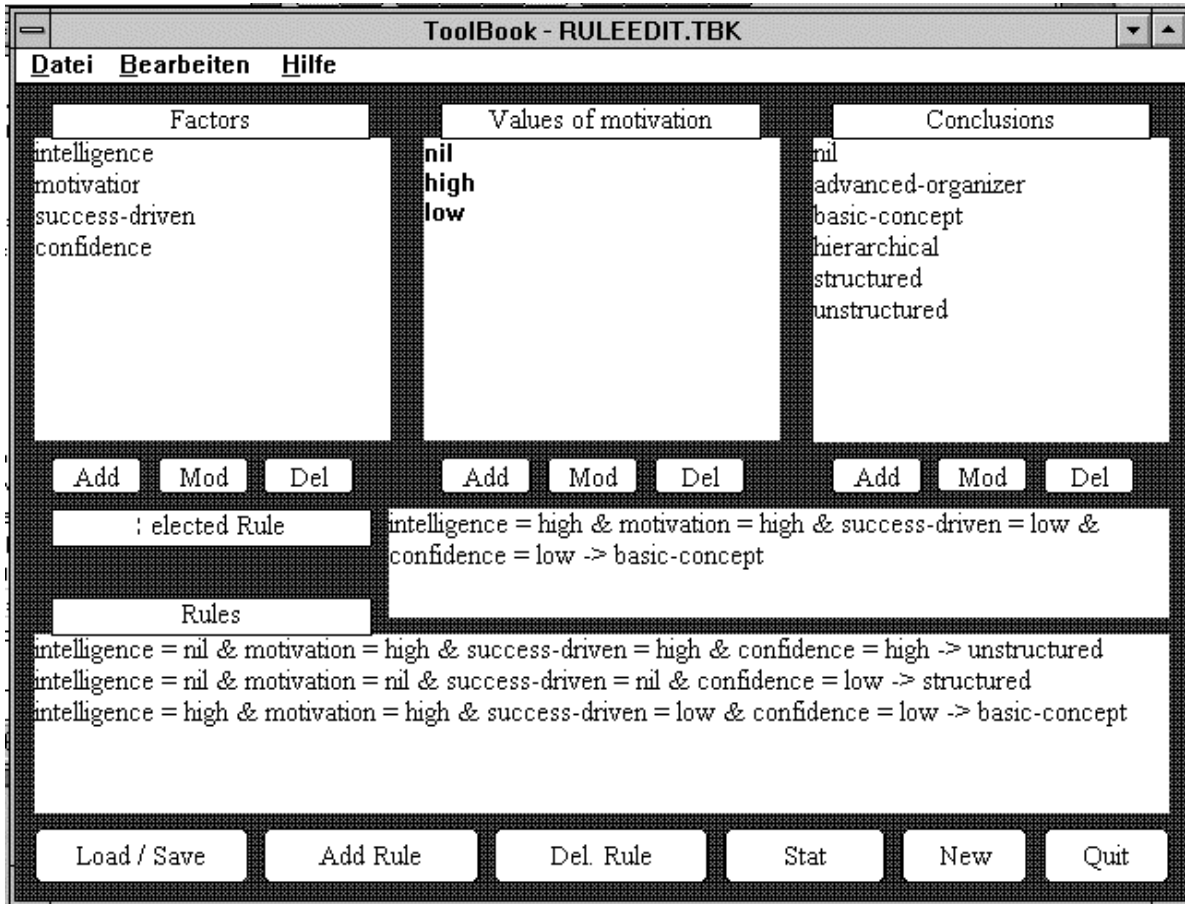 ToolBook - RULEEDIT.TBK
Datei Bearbeiten Hilfe
Factors
intelligence
motivatior
success-driven
confidence
Values of motivation
nil
high
low
Conclusions
nil
advanced-organizer
basic-concept
hierarchical
structured
unstructured
Add Mod Del
Add Mod Del
Add Mod Del
elected Rule
intelligence = high & motivation = high & success-driven = low &
confidence = low -> basic-concept
Rules
intelligence = nil & motivation = high & success-driven = high & confidence = high -> unstructured
intelligence = nil & motivation = nil & success-driven = nil & confidence = low -> structured
intelligence = high & motivation = high & success-driven = low & confidence = low -> basic-concept
Load / Save Add Rule Del. Rule Stat New Quit